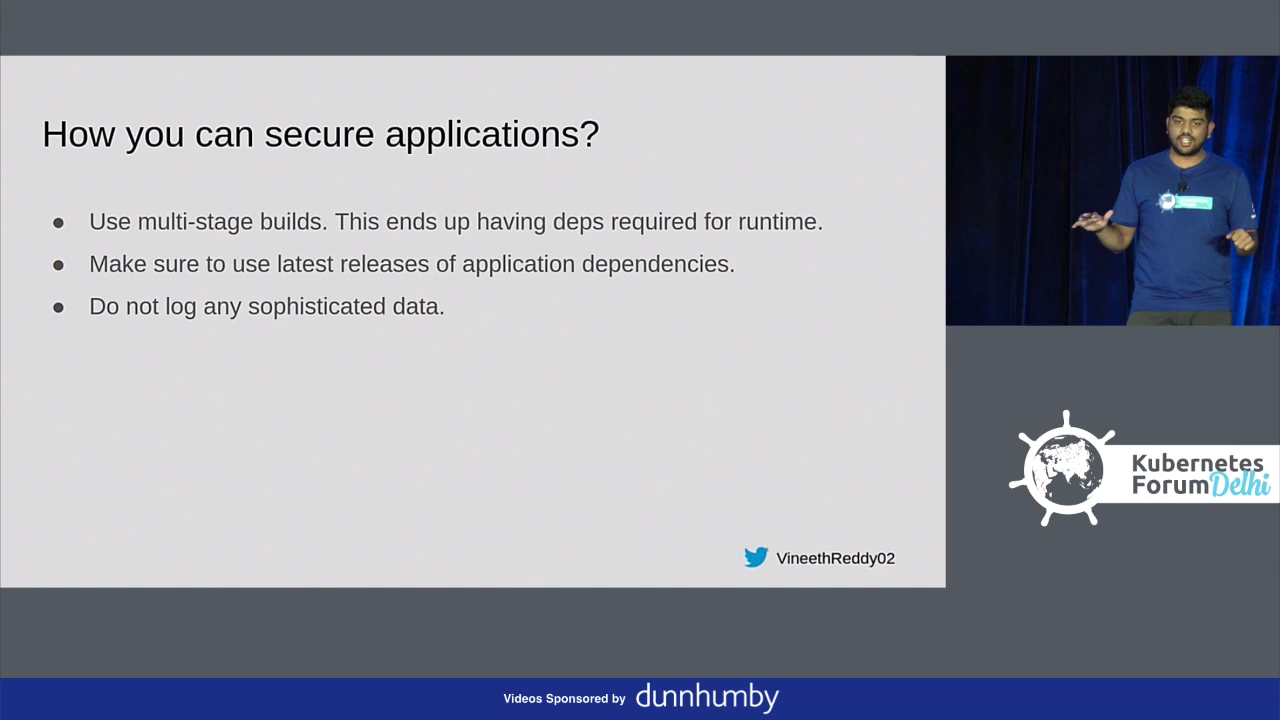 How you can secure applications?
● Use multi-stage builds. This ends up having deps required for runtime.
● Make sure to use latest releases of application dependencies.
● Do not log any sophisticated data.
VineethReddy02
Kubernetes
Forum Delhi
Videos Sponsored by dunnhumby